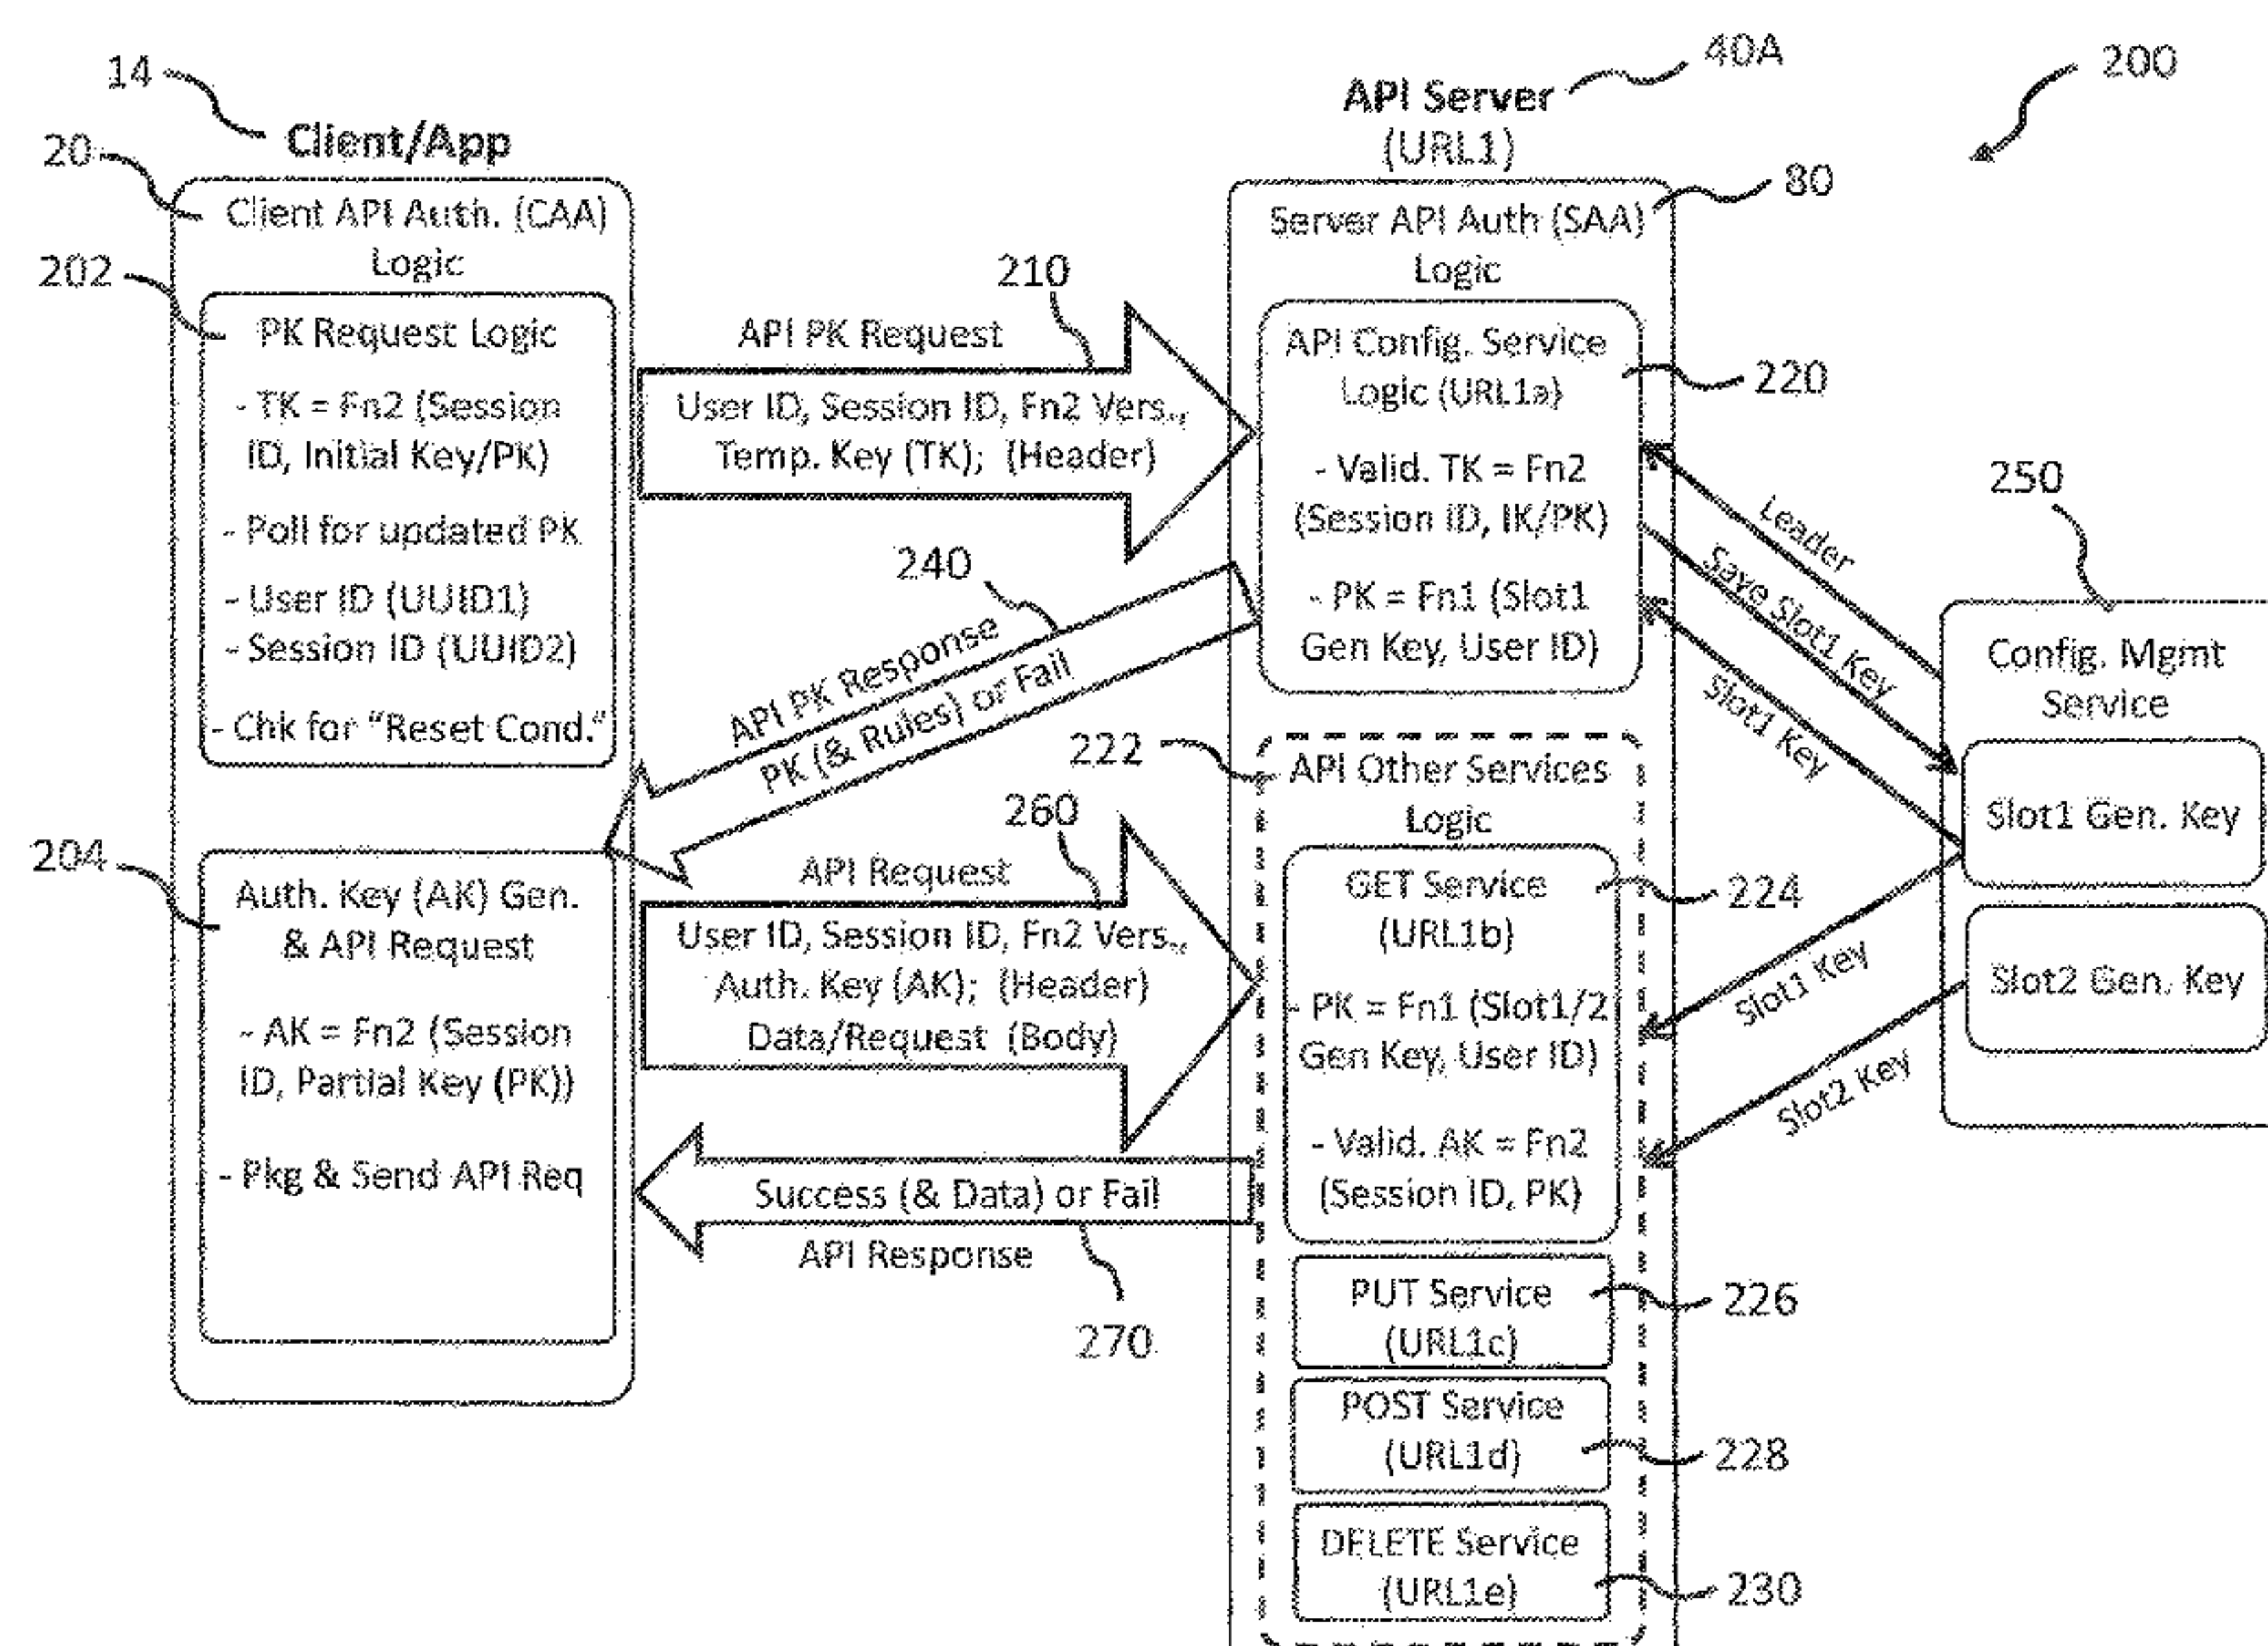 14
Client/App
20
Client API Auth. (CAA)
Logic
202
PK Request Logic
- TK = Fn2 (Session
ID, Initial Key/PK)
- Poll for updated PK
- User ID (UUID1)
- Session ID (UUID2)
- Chk for "Reset Cond."
204
Auth. Key (AK) Gen.
& API Request
- AK = Fn2 (Session
ID, Partial Key (PK))
- Pkg & Send API Req
210
API PK Request
User ID, Session ID, Fn2 Vers.,
Temp. Key (TK); (Header)
240
API PK Response
PK (& Rules) or Fail
260
API Request
User ID, Session ID, Fn2 Vers.,
Auth. Key (AK); (Header)
Data/Request (Body)
Success (& Data) or Fail
API Response
270
40A
API Server
(URL1)
200
80
Server API Auth (SAA)
Logic
API Config. Service
Logic (URL1a)
220
- Valid. TK = Fn2
(Session ID, IK/PK)
- PK = Fn1 (Slot1
Gen Key, User ID)
222
API Other Services
Logic
GET Service
(URL1b)
224
- PK = Fn1 (Slot1/2
Gen Key, User ID)
- Valid. AK = Fn2
(Session ID, PK)
PUT Service
(URL1c)
226
POST Service
(URL1d)
228
DELETE Service
(URL1e)
230
Leader
Save Slot1 Key
Slot1 Key
Slot1 Key
Slot2 Key
250
Config. Mgmt
Service
Slot1 Gen. Key
Slot2 Gen. Key